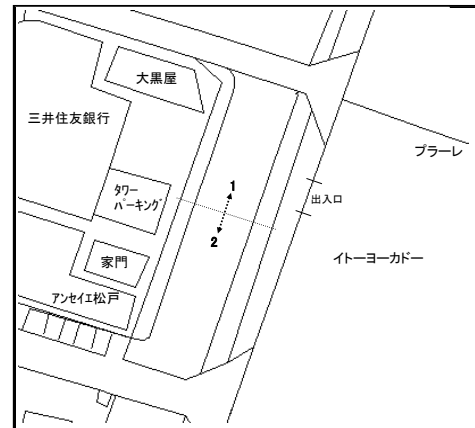 大黒屋
三井住友銀行
プラーレ
タワー
パーキング
1
出入口
2
イトーヨーカドー
家門
アンセイエ松戸